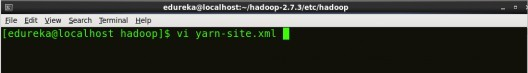 edureka@localhost:~/hadoop-2.7.3/etc/hadoop
File Edit View Search Terminal Help
[edureka@localhost hadoop]$ vi yarn-site.xml